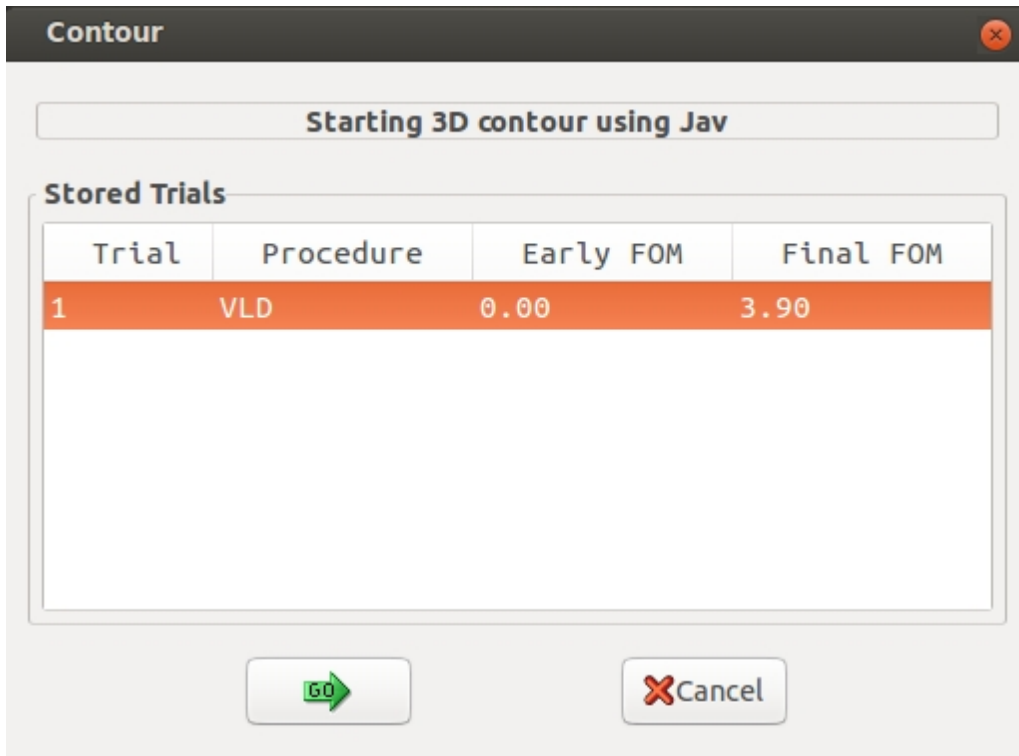 Contour
Starting 3D contour using Jav
Stored Trials
Trial Procedure Early FOM Final FOM
1 VLD 0.00 3.90
GO Cancel